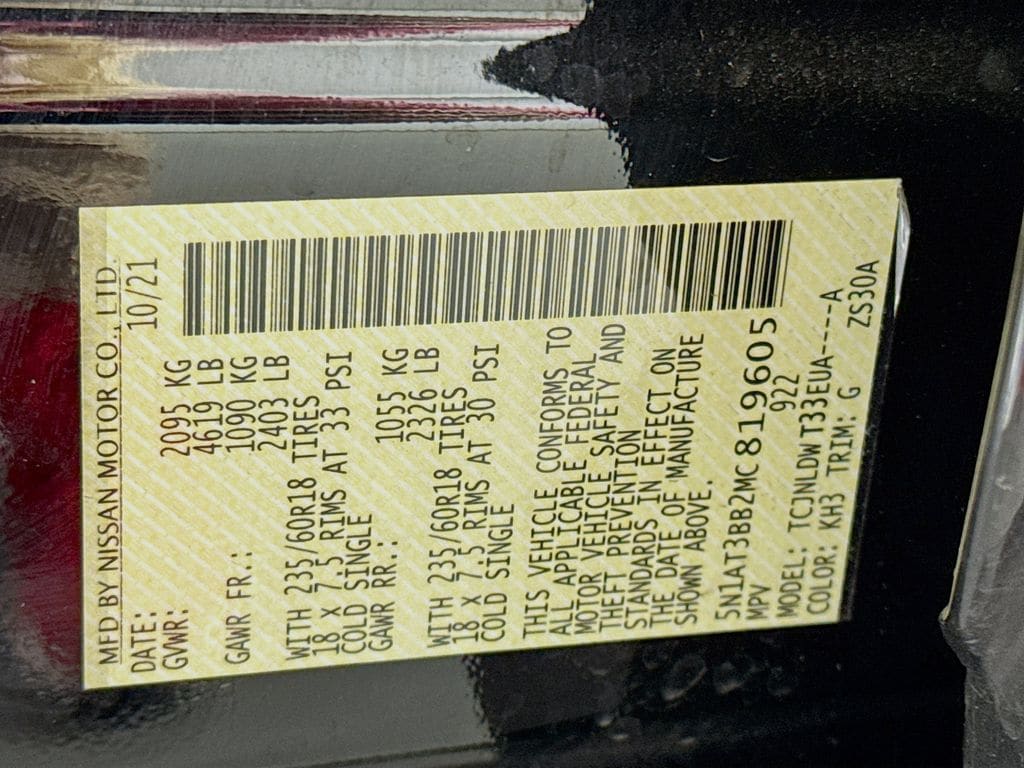 MFD BY NISSAN MOTOR CO., LTD.
DATE: 10/21
GVWR: 2095 KG
4619 LB
GAWR FR.: 1090 KG
2403 LB
WITH 235/60R18 TIRES
18 X 7.5 RIMS AT 33 PSI
COLD SINGLE
GAWR RR.: 1055 KG
2326 LB
WITH 235/60R18 TIRES
18 X 7.5 RIMS AT 30 PSI
COLD SINGLE
THIS VEHICLE CONFORMS TO
ALL APPLICABLE FEDERAL
MOTOR VEHICLE SAFETY AND
THEFT PREVENTION
STANDARDS IN EFFECT ON
THE DATE OF MANUFACTURE
SHOWN ABOVE.
5N1AT3BB2MC819605
MPV 922
MODEL: TCJNLDWT33EUA----A
COLOR: KH3 TRIM: G ZS30A